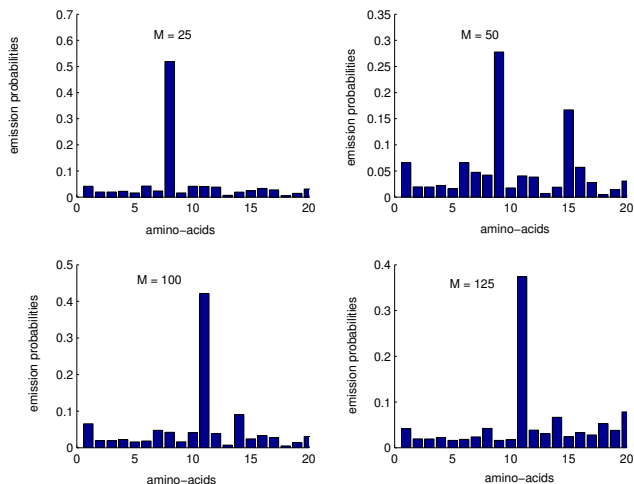 M = 25
emission probabilities
0.7
0.6
0.5
0.4
0.3
0.2
0.1
0
0 5 10 15 20
amino-acids
M = 50
emission probabilities
0.35
0.3
0.25
0.2
0.15
0.1
0.05
0
0 5 10 15 20
amino-acids
M = 100
emission probabilities
0.5
0.4
0.3
0.2
0.1
0
0 5 10 15 20
amino-acids
M = 125
emission probabilities
0.4
0.3
0.2
0.1
0
0 5 10 15 20
amino-acids